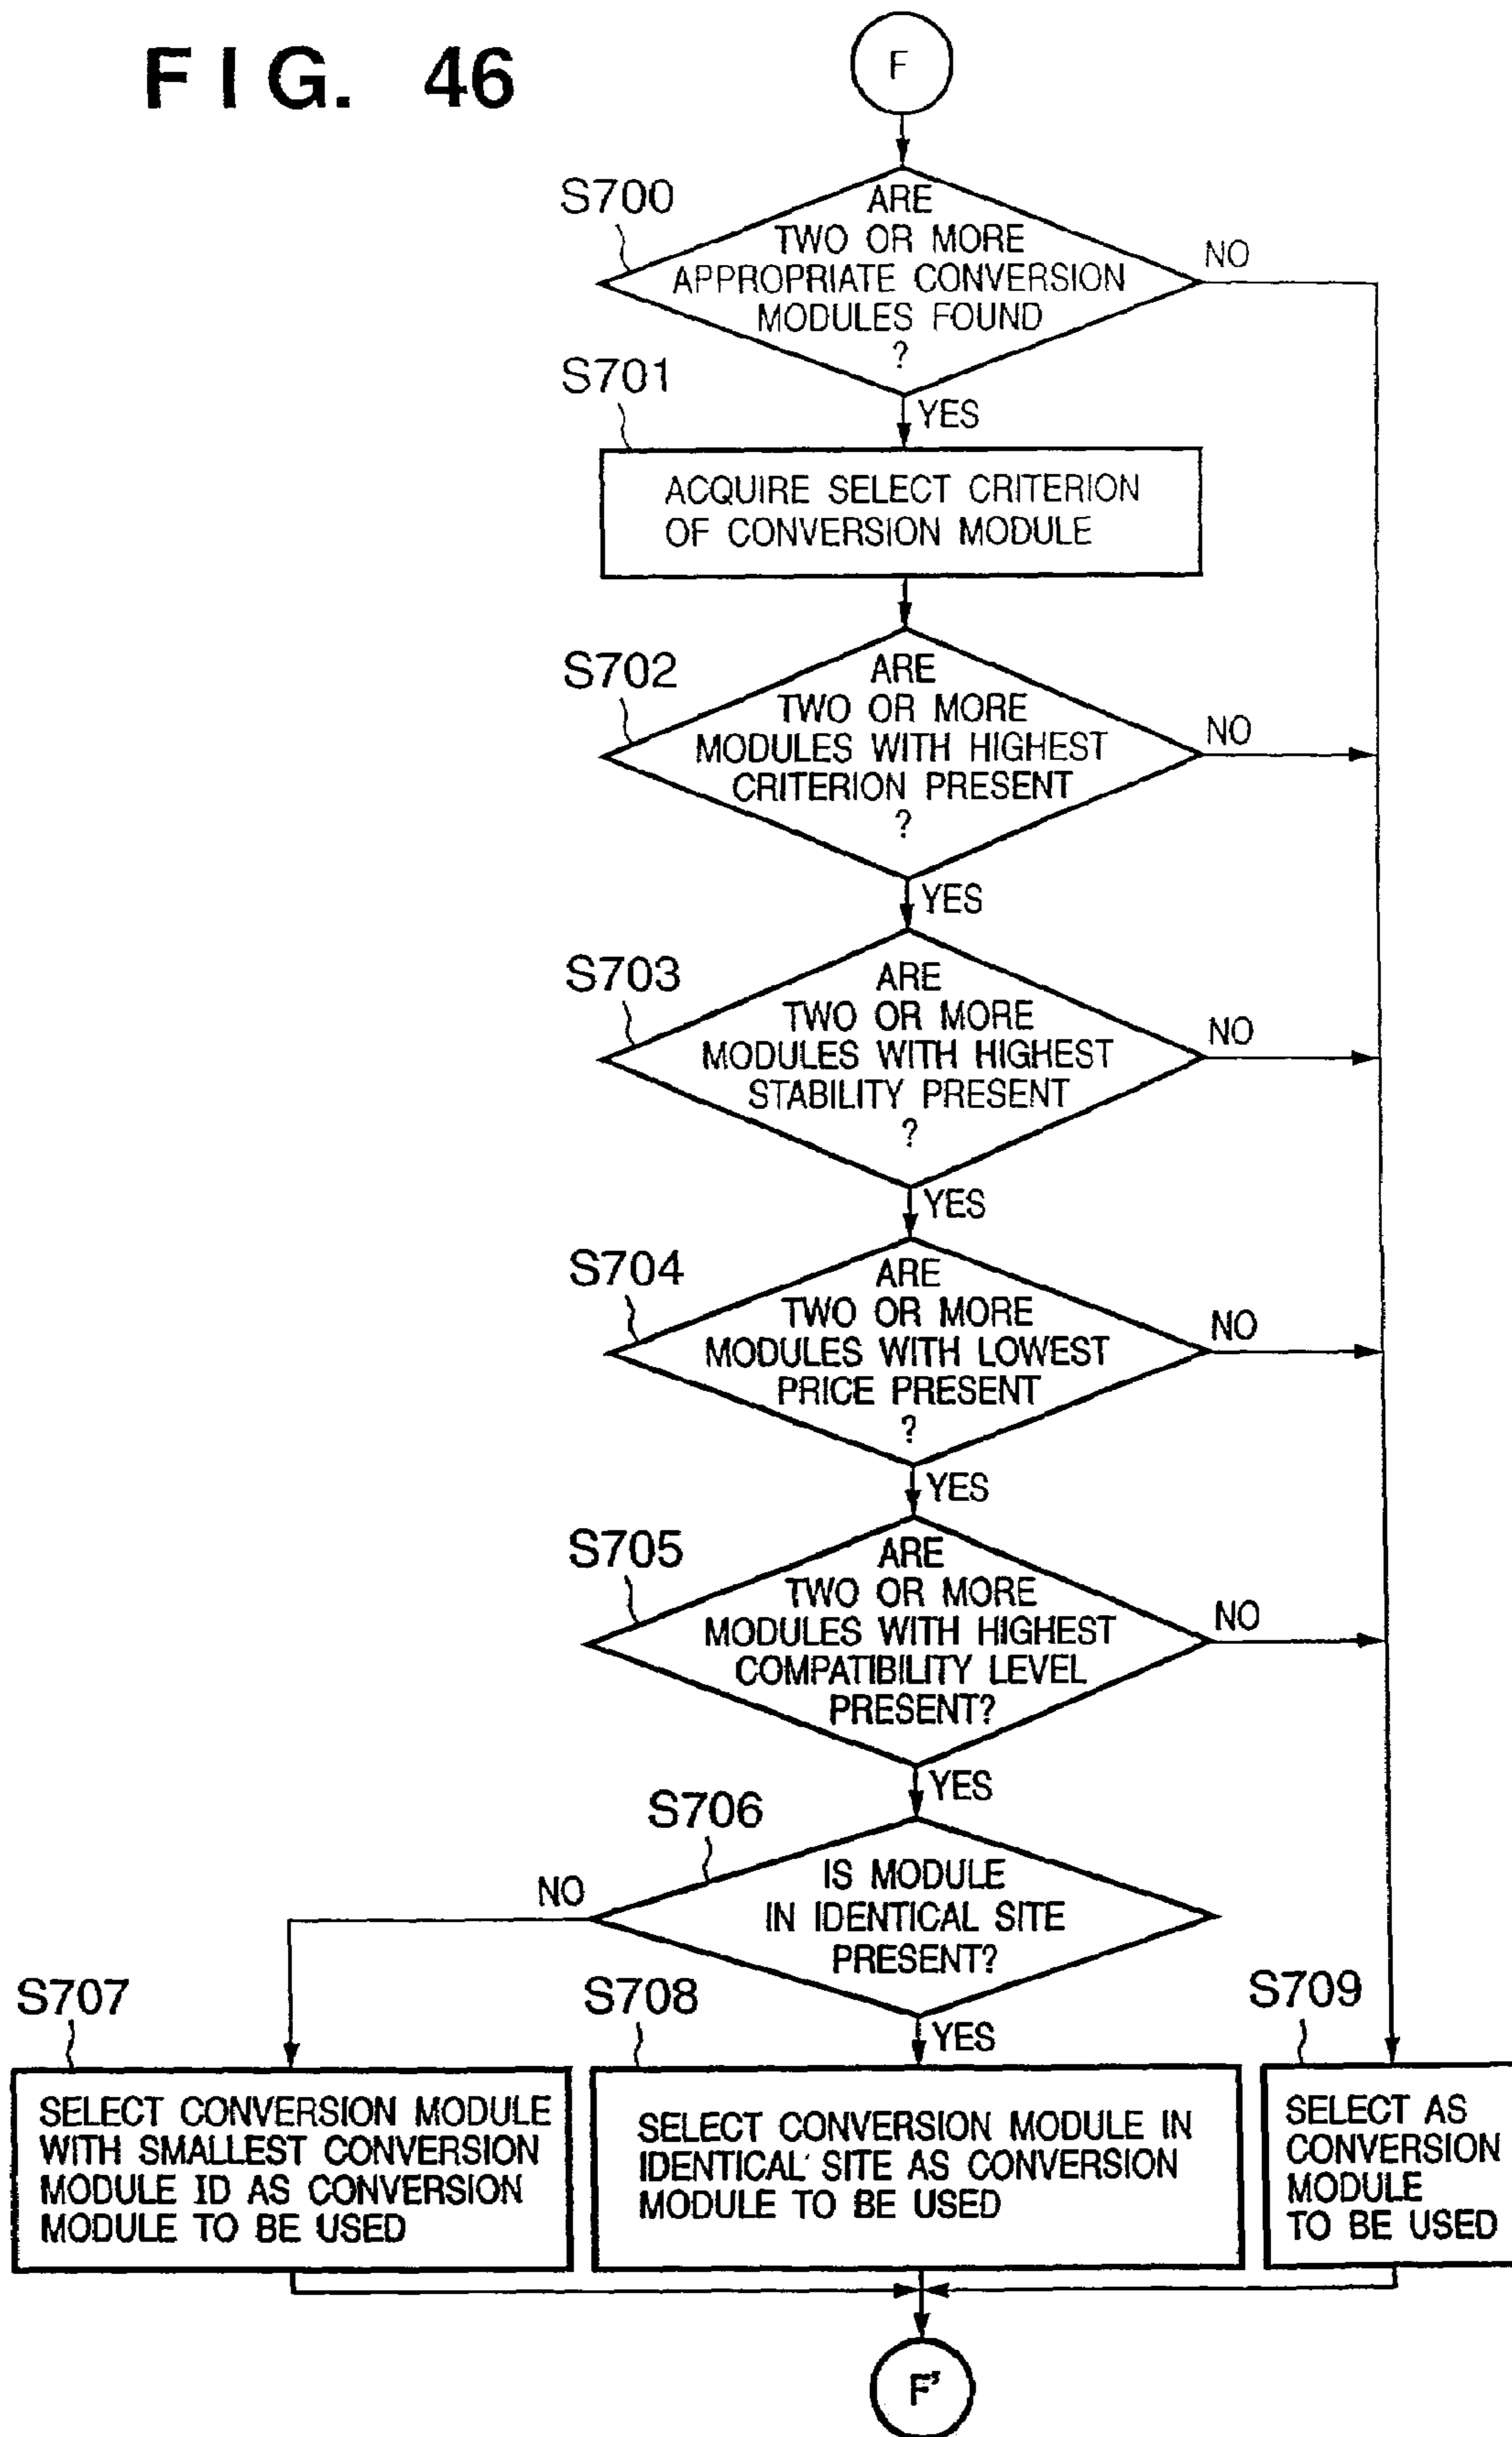 FIG. 46
F
S700
ARE
TWO OR MORE
APPROPRIATE CONVERSION
MODULES FOUND
?
NO
YES
S701
ACQUIRE SELECT CRITERION
OF CONVERSION MODULE
S702
ARE
TWO OR MORE
MODULES WITH HIGHEST
CRITERION PRESENT
?
NO
YES
S703
ARE
TWO OR MORE
MODULES WITH HIGHEST
STABILITY PRESENT
?
NO
YES
S704
ARE
TWO OR MORE
MODULES WITH LOWEST
PRICE PRESENT
?
NO
YES
S705
ARE
TWO OR MORE
MODULES WITH HIGHEST
COMPATIBILITY LEVEL
PRESENT?
NO
YES
S706
IS MODULE
IN IDENTICAL SITE
PRESENT?
NO
YES
S707
SELECT CONVERSION MODULE
WITH SMALLEST CONVERSION
MODULE ID AS CONVERSION
MODULE TO BE USED
S708
SELECT CONVERSION MODULE IN
IDENTICAL SITE AS CONVERSION
MODULE TO BE USED
S709
SELECT AS
CONVERSION
MODULE
TO BE USED
F'